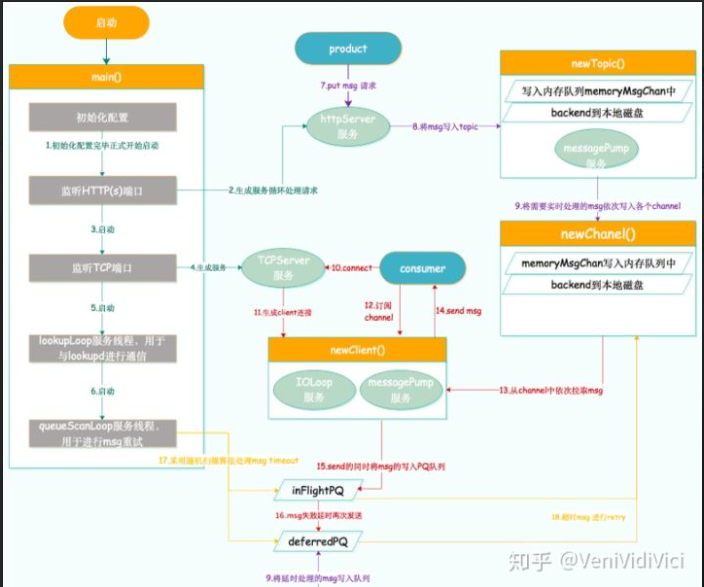 启动
main()
初始化配置
1.初始化配置完毕正式开始启动
监听HTTP(s)端口
2.生成服务循环处理请求
3.启动
监听TCP端口
4.生成服务
5.启动
lookupLoop服务线程，用于
与lookupd进行通信
6.启动
queueScanLoop服务线程，
用于进行msg重试
product
7.put msg 请求
httpServer
服务
8.将msg写入topic
newTopic()
写入内存队列memoryMsgChan中
backend到本地磁盘
messagePump
服务
9.将需要实时处理的msg依次写入各个channel
newChanel()
memoryMsgChan写入内存队列中
backend到本地磁盘
TCPServer
服务
10.connect
consumer
11.生成client连接
12.订阅
channel
14.send msg
newClient()
IOLoop
服务
messagePump
服务
13.从channel中依次拉取msg
15.send的同时将msg的写入PQ队列
17.采用随机扫描算法处理msg timeout
inFlightPQ
16.msg失败延时再次发送
18.超时msg 进行retry
deferredPQ
9.将延时处理的msg写入队列
知乎 @VeniVidiVici